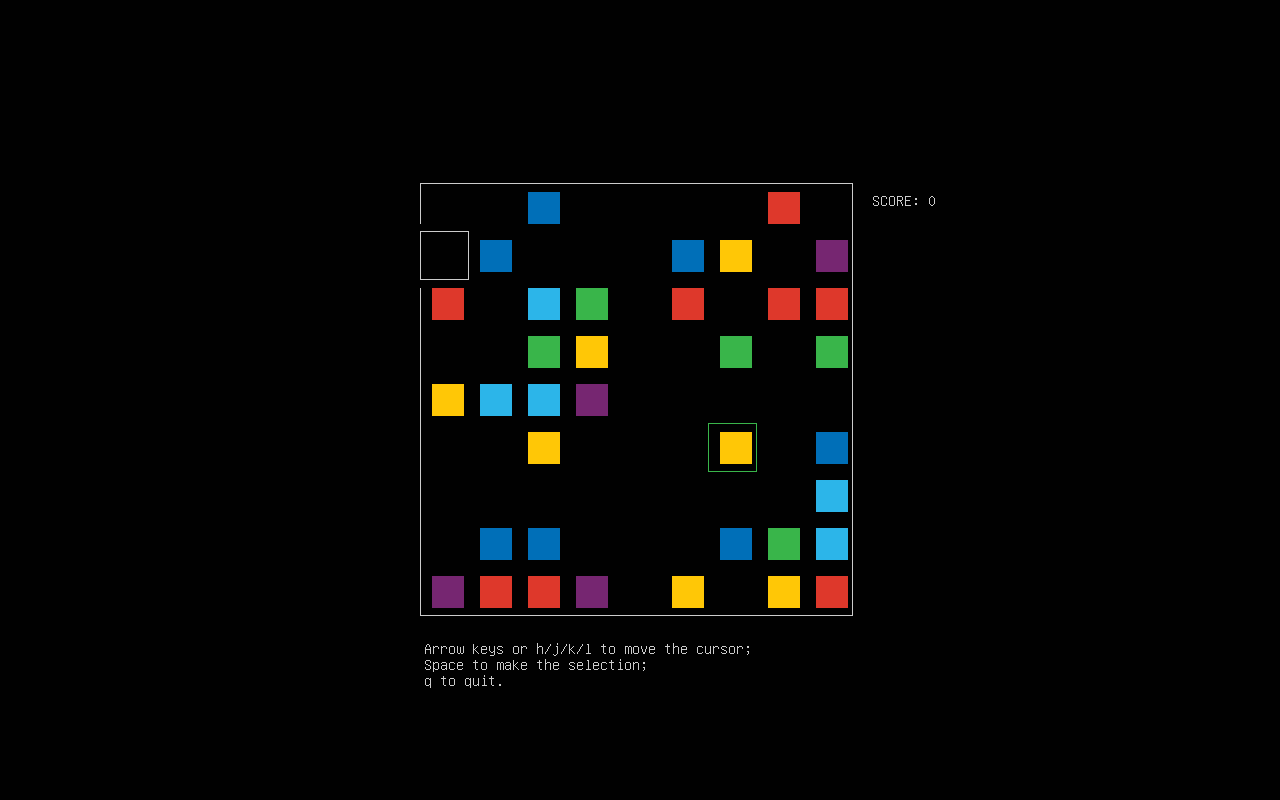 SCORE: 0
Arrow keys or h/j/k/l to move the cursor;
Space to make the selection;
q to quit.